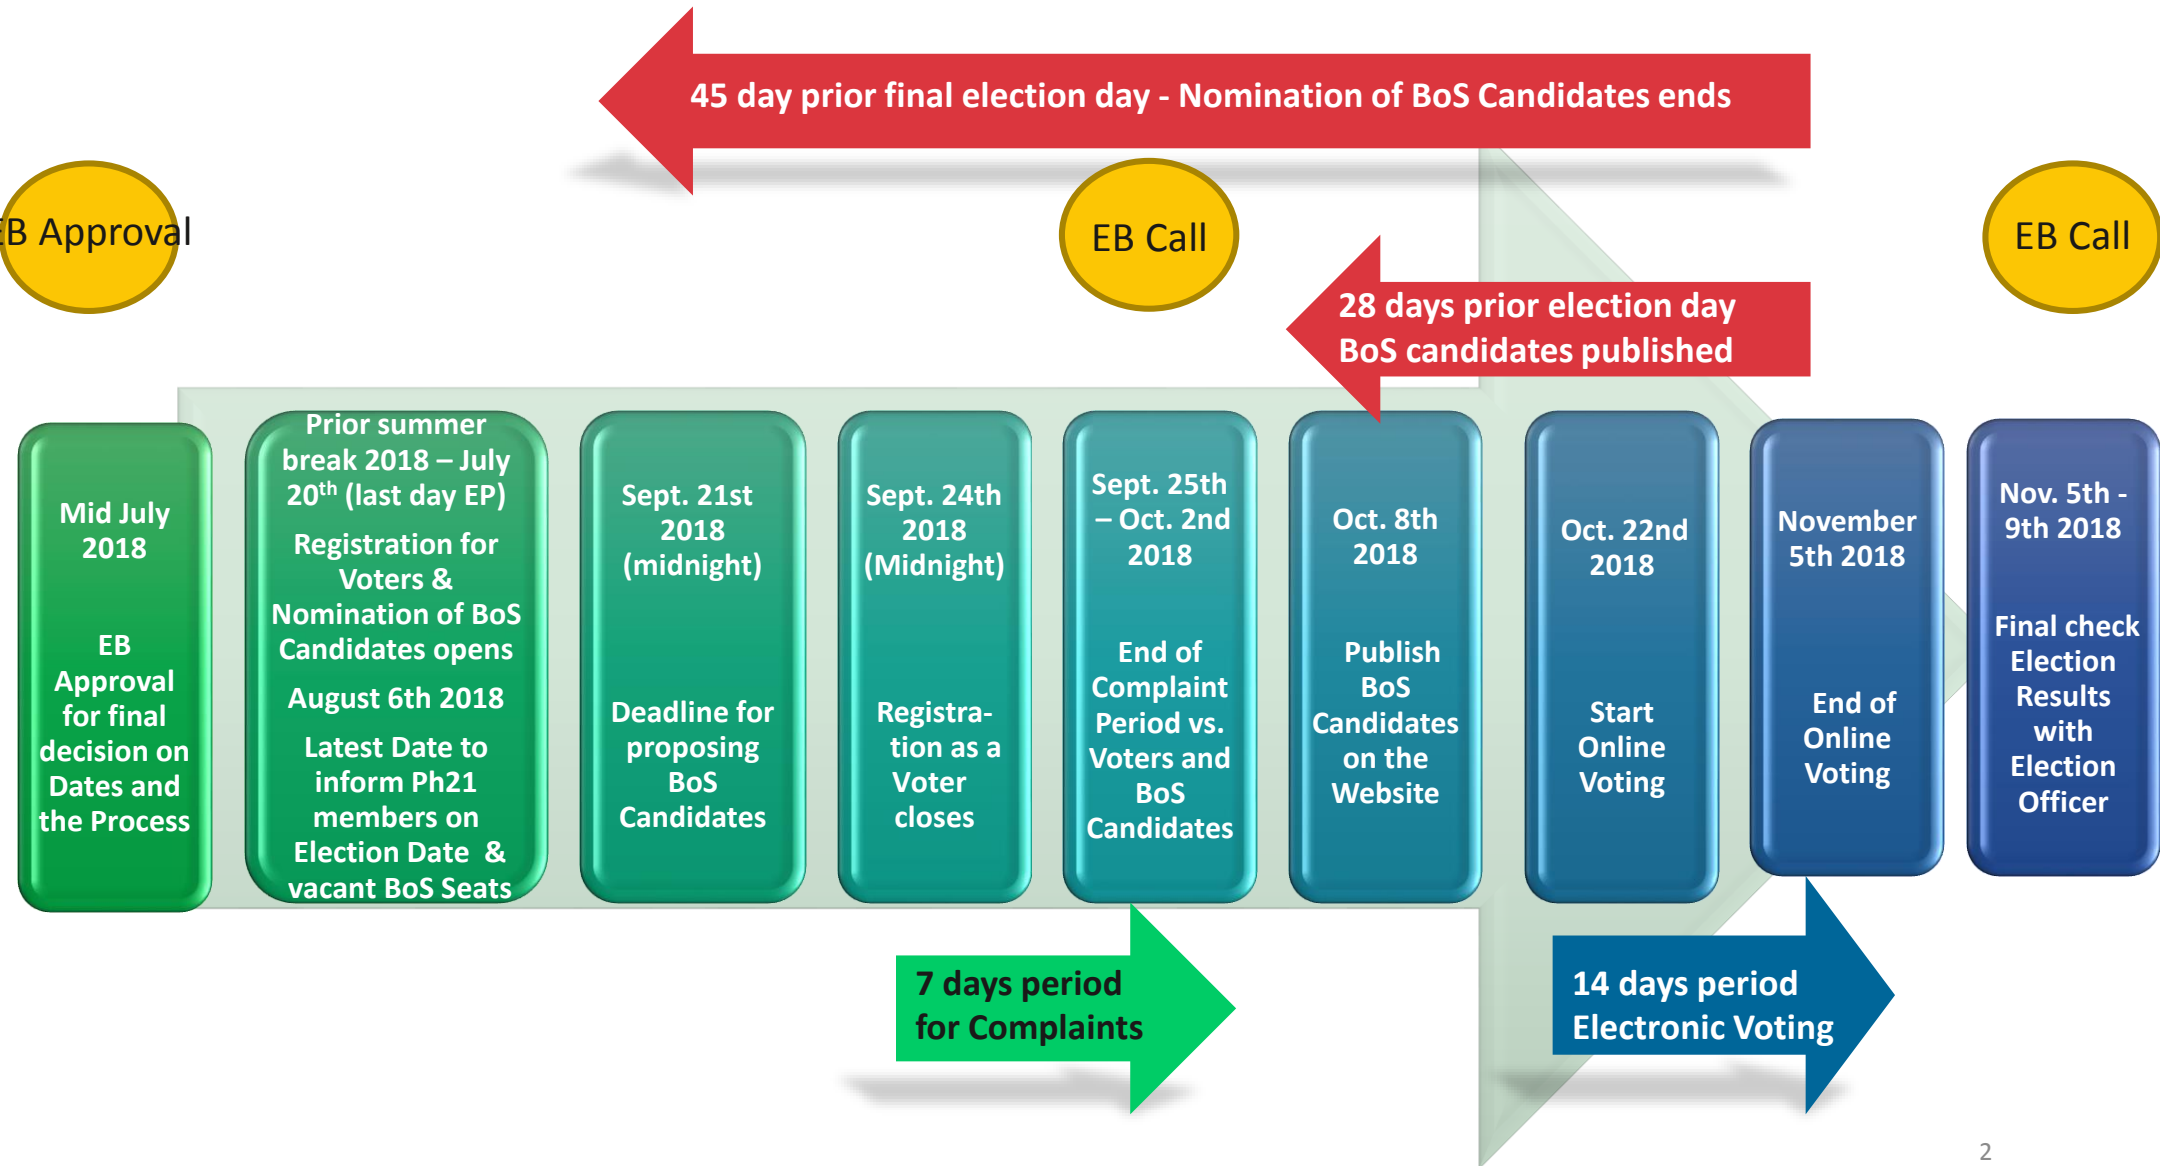 45 day prior final election day - Nomination of BoS Candidates ends
EB Approval
EB Call
EB Call
28 days prior election day
BoS candidates published
Mid July
2018
EB
Approval
for final
decision on
Dates and
the Process
Prior summer
break 2018 – July
20th (last day EP)
Registration for
Voters &
Nomination of BoS
Candidates opens
August 6th 2018
Latest Date to
inform Ph21
members on
Election Date &
vacant BoS Seats
Sept. 21st
2018
(midnight)
Deadline for
proposing
BoS
Candidates
Sept. 24th
2018
(Midnight)
Registra-
tion as a
Voter
closes
Sept. 25th
– Oct. 2nd
2018
End of
Complaint
Period vs.
Voters and
BoS
Candidates
Oct. 8th
2018
Publish
BoS
Candidates
on the
Website
Oct. 22nd
2018
Start
Online
Voting
November
5th 2018
End of
Online
Voting
Nov. 5th -
9th 2018
Final check
Election
Results
with
Election
Officer
7 days period
for Complaints
14 days period
Electronic Voting
2